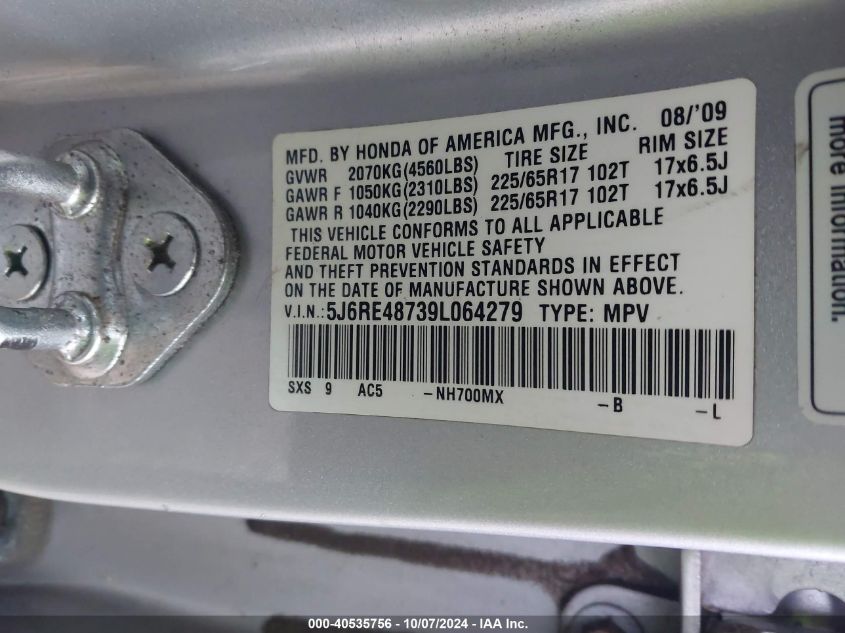 MFD. BY HONDA OF AMERICA MFG., INC. 08/'09
GVWR 2070KG(4560LBS) TIRE SIZE RIM SIZE
GAWR F 1050KG(2310LBS) 225/65R17 102T 17x6.5J
GAWR R 1040KG(2290LBS) 225/65R17 102T 17x6.5J
THIS VEHICLE CONFORMS TO ALL APPLICABLE
FEDERAL MOTOR VEHICLE SAFETY
AND THEFT PREVENTION STANDARDS IN EFFECT
ON THE DATE OF MANUFACTURE SHOWN ABOVE.
V.I.N.: 5J6RE48739L064279 TYPE: MPV
SXS 9 AC5 -NH700MX -B -L
more information.
000-40535756 - 10/07/2024 - IAA Inc.